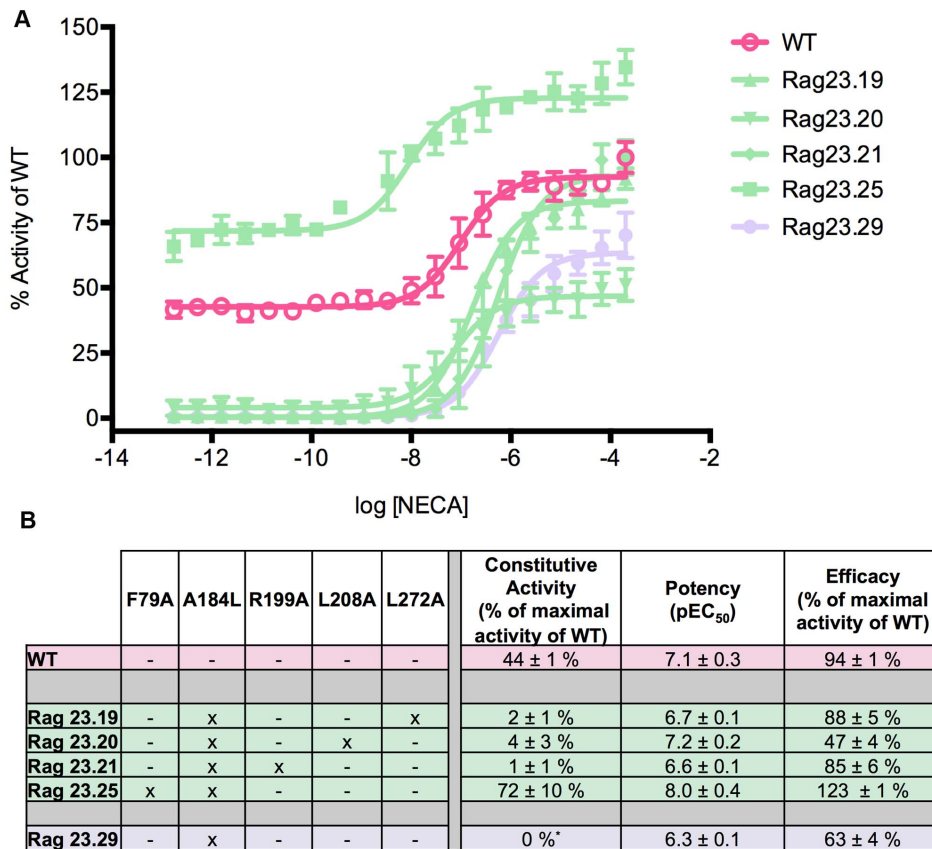 A
150
125
100
75
50
25
0
% Activity of WT
-14 -12 -10 -8 -6 -4 -2
log [NECA]
WT
Rag23.19
Rag23.20
Rag23.21
Rag23.25
Rag23.29
B
F79A A184L R199A L208A L272A Constitutive Activity (% of maximal activity of WT) Potency (pEC50) Efficacy (% of maximal activity of WT)
WT - - - - - 44 ± 1 % 7.1 ± 0.3 94 ± 1 %
Rag 23.19 - x - - x 2 ± 1 % 6.7 ± 0.1 88 ± 5 %
Rag 23.20 - x - x - 4 ± 3 % 7.2 ± 0.2 47 ± 4 %
Rag 23.21 - x x - - 1 ± 1 % 6.6 ± 0.1 85 ± 6 %
Rag 23.25 x x - - - 72 ± 10 % 8.0 ± 0.4 123 ± 1 %
Rag 23.29 - x - - - 0 %* 6.3 ± 0.1 63 ± 4 %